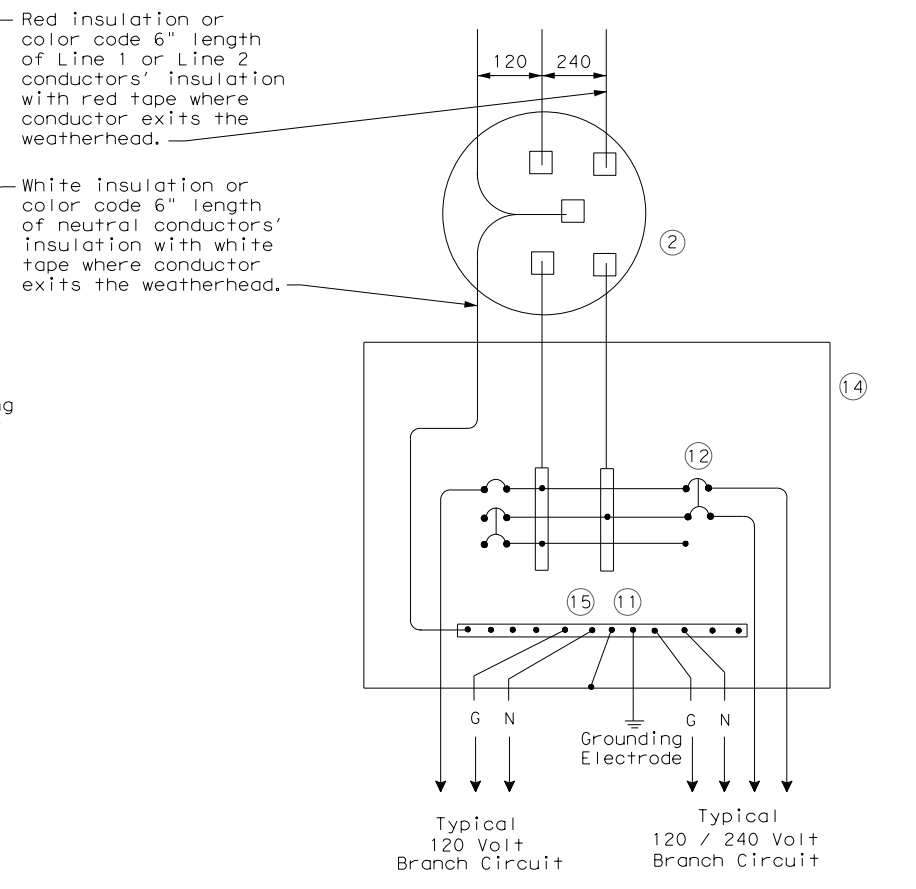 Red insulation or
color code 6" length
of Line 1 or Line 2
conductors' insulation
with red tape where
conductor exits the
weatherhead.
120
240
White insulation or
color code 6" length
of neutral conductors'
insulation with white
tape where conductor
exits the weatherhead.
2
14
12
15
11
G
N
G
N
Grounding
Electrode
Typical
120 Volt
Branch Circuit
Typical
120 / 240 Volt
Branch Circuit